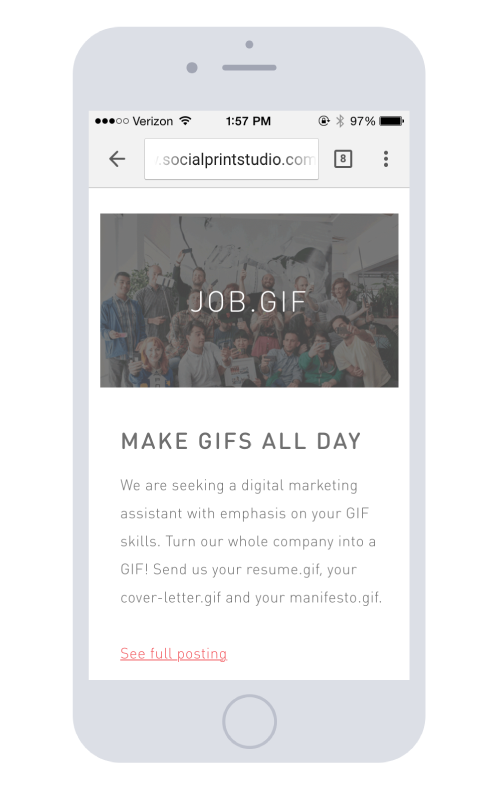 Verizon 1:57 PM 97%
.socialprintstudio.com 8
JOB.GIF
MAKE GIFS ALL DAY
We are seeking a digital marketing
assistant with emphasis on your GIF
skills. Turn our whole company into a
GIF! Send us your resume.gif, your
cover-letter.gif and your manifesto.gif.
See full posting